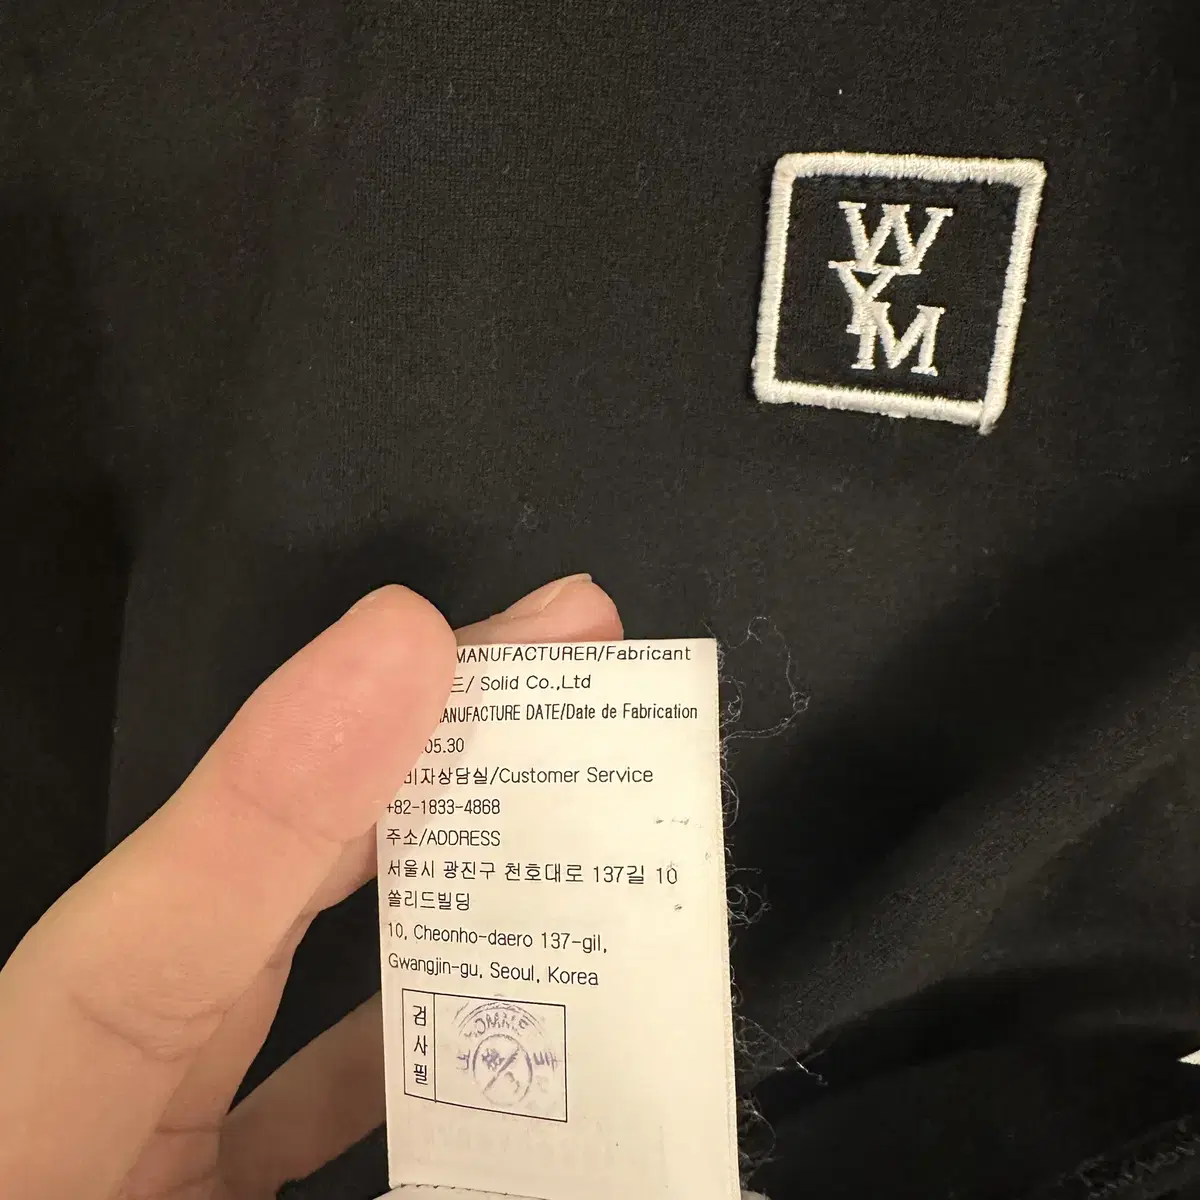 W
Y
M
MANUFACTURER/Fabricant
드/ Solid Co.,Ltd
MANUFACTURE DATE/Date de Fabrication
.05.30
비자상담실/Customer Service
+82-1833-4868
주소/ADDRESS
서울시 광진구 천호대로 137길 10
쏠리드빌딩
10, Cheonho-daero 137-gil,
Gwangjin-gu, Seoul, Korea
검사필